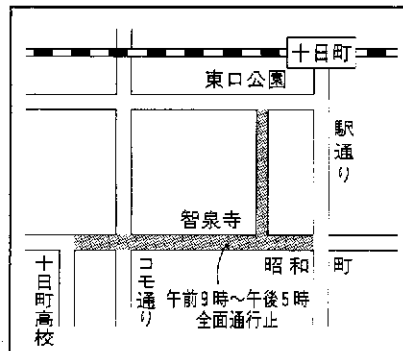 十日町
東口公園
駅通り
智泉寺
昭和町
コモ通り
十日町高校
午前9時～午後5時
全面通行止